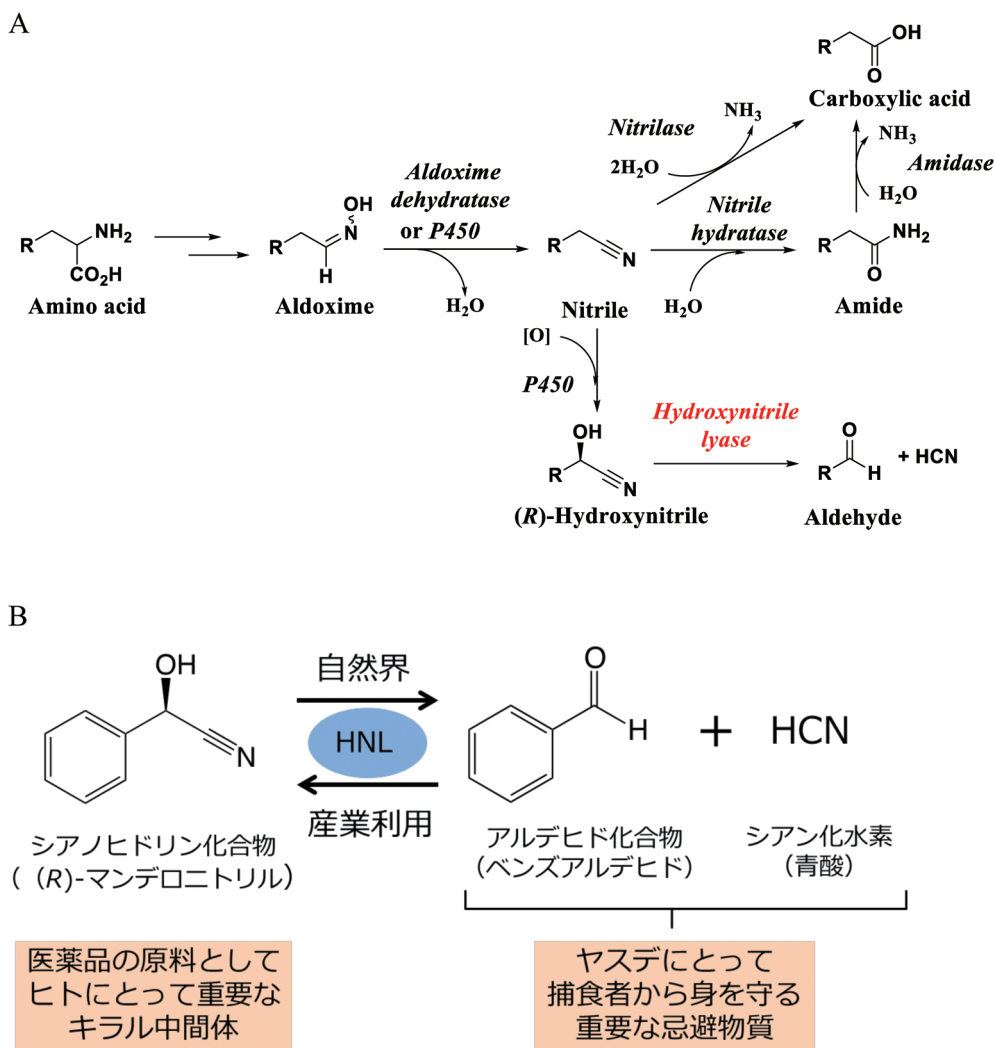 A
R
OH
O
Carboxylic acid
Nitrilase
NH3
2H2O
NH3
Amidase
H2O
Aldoxime
dehydratase
or P450
OH
N
R
H
Aldoxime
H2O
R
NH2
CO2H
Amino acid
R
N
Nitrile
Nitrile
hydratase
H2O
R
NH2
O
Amide
[O]
P450
OH
R
N
(R)-Hydroxynitrile
Hydroxynitrile
lyase
O
R
H
+ HCN
Aldehyde
B
OH
N
自然界
HNL
産業利用
O
H
+
HCN
シアノヒドリン化合物
((R)-マンデロニトリル)
アルデヒド化合物
(ベンズアルデヒド)
シアン化水素
(青酸)
医薬品の原料として
ヒトにとって重要な
キラル中間体
ヤスデにとって
捕食者から身を守る
重要な忌避物質